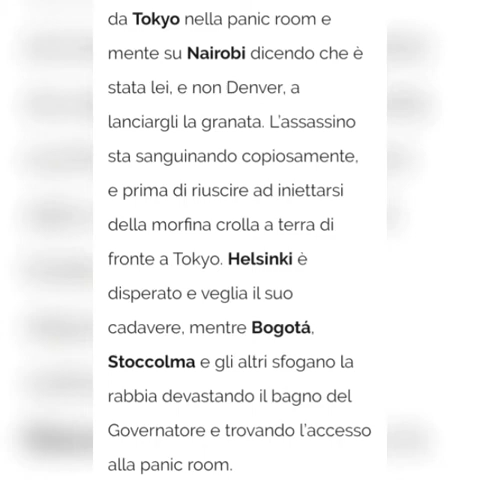 da Tokyo nella panic room e
mente su Nairobi dicendo che è
stata lei, e non Denver, a
lanciargli la granata. L'assassino
sta sanguinando copiosamente,
e prima di riuscire ad iniettarsi
della morfina crolla a terra di
fronte a Tokyo. Helsinki è
disperato e veglia il suo
cadavere, mentre Bogotá,
Stoccolma e gli altri sfogano la
rabbia devastando il bagno del
Governatore e trovando l'accesso
alla panic room.